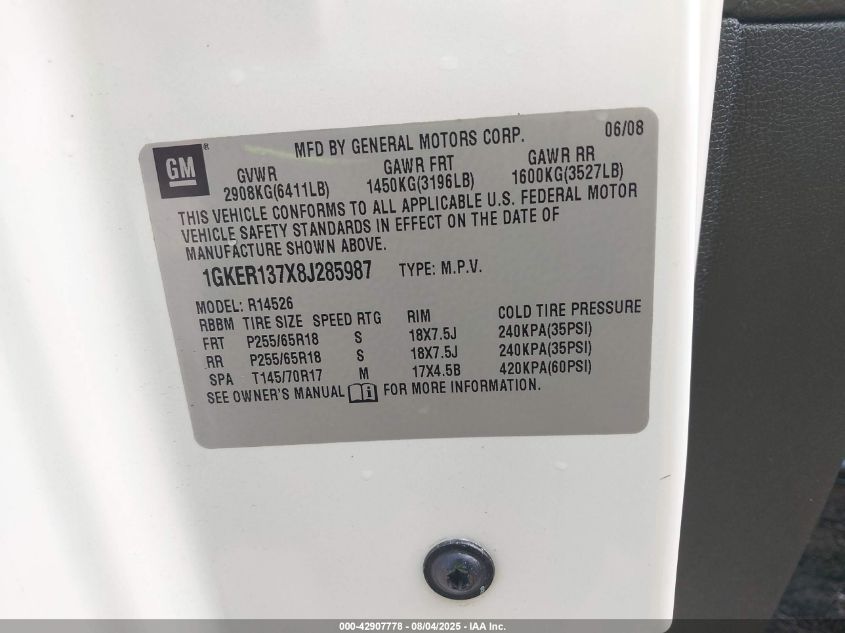 GM
®
MFD BY GENERAL MOTORS CORP. 06/08
GVWR GAWR FRT GAWR RR
2908KG(6411LB) 1450KG(3196LB) 1600KG(3527LB)
THIS VEHICLE CONFORMS TO ALL APPLICABLE U.S. FEDERAL MOTOR
VEHICLE SAFETY STANDARDS IN EFFECT ON THE DATE OF
MANUFACTURE SHOWN ABOVE.
1GKER137X8J285987 TYPE: M.P.V.
MODEL: R14526
RBBM TIRE SIZE SPEED RTG RIM COLD TIRE PRESSURE
FRT P255/65R18 S 18X7.5J 240KPA(35PSI)
RR P255/65R18 S 18X7.5J 240KPA(35PSI)
SPA T145/70R17 M 17X4.5B 420KPA(60PSI)
SEE OWNER'S MANUAL i FOR MORE INFORMATION.
000-42907778 - 08/04/2025 - IAA Inc.